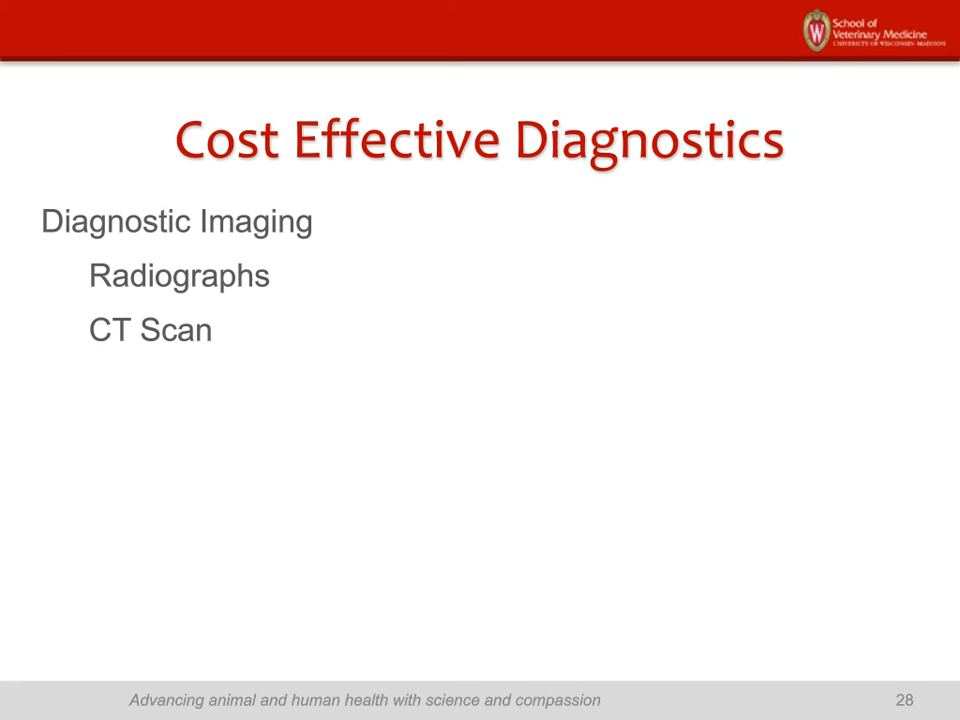 School of
Veterinary Medicine
UNIVERSITY OF WISCONSIN-MADISON
Cost Effective Diagnostics
Diagnostic Imaging
Radiographs
CT Scan
Advancing animal and human health with science and compassion
28